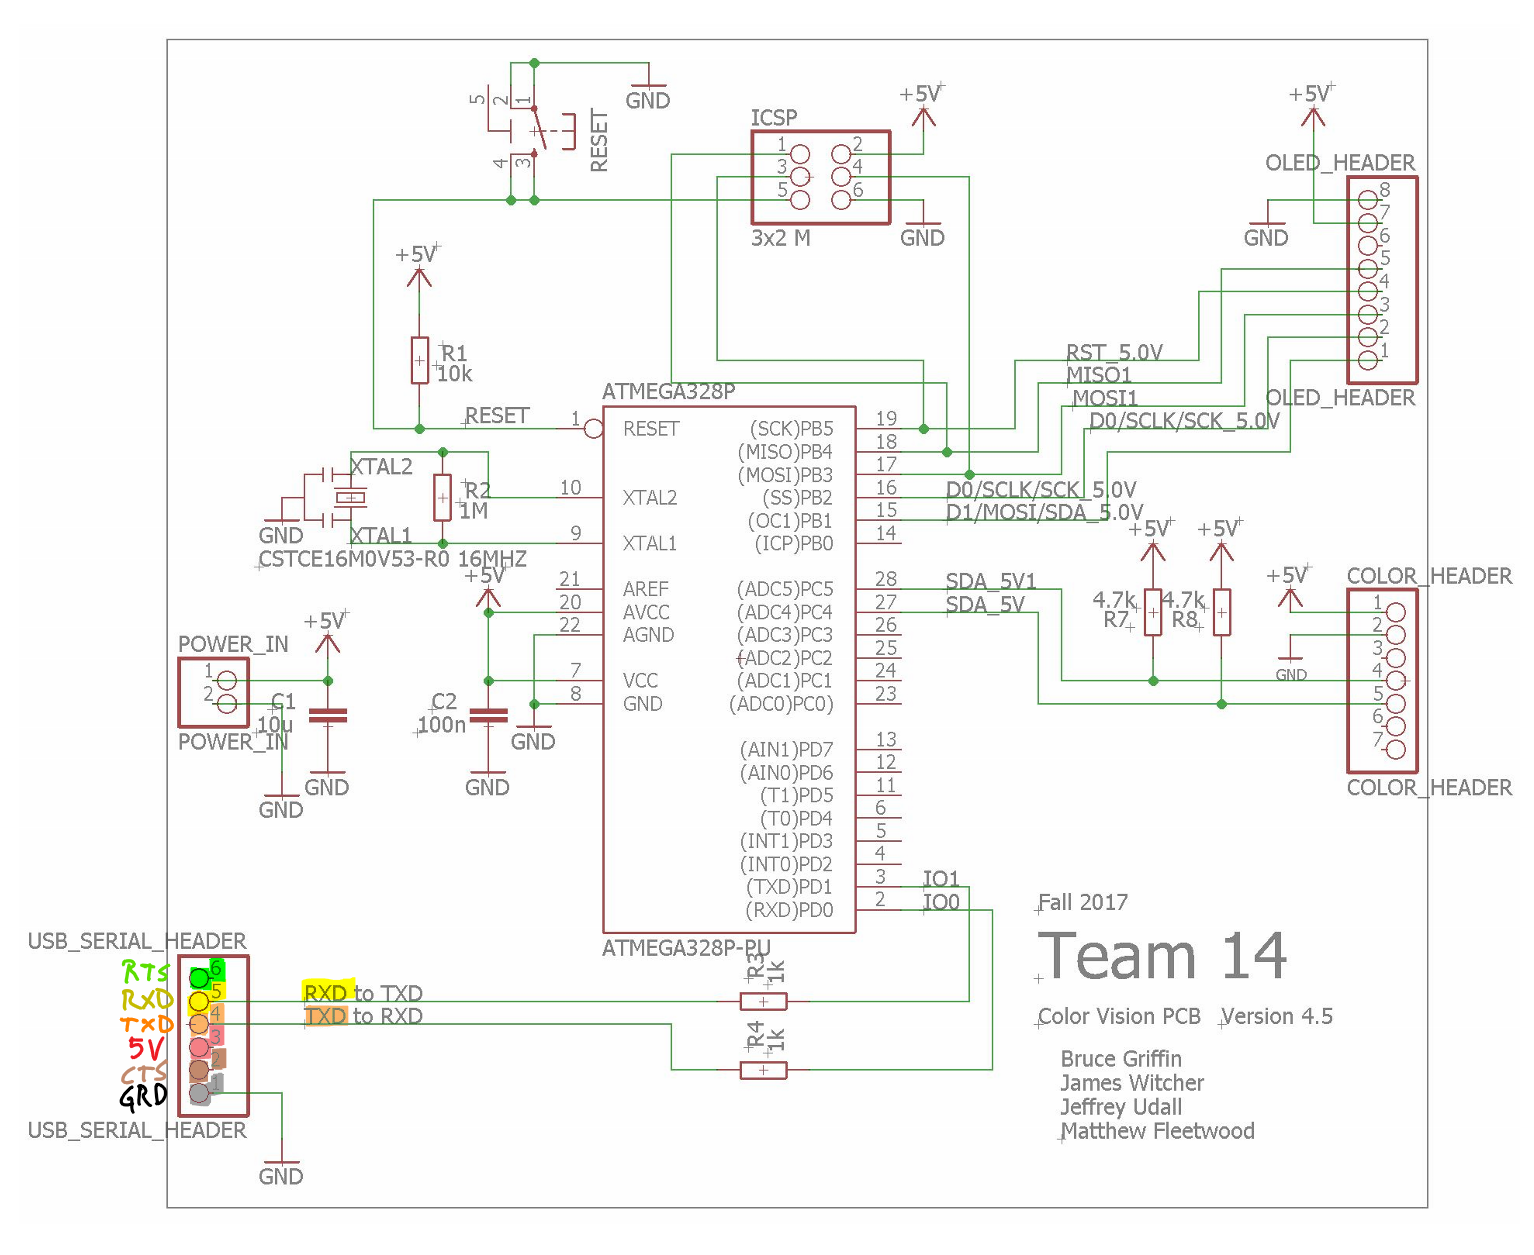 5
2
1
4
3
RESET
GND
ICSP
1
2
3
4
5
6
3x2 M
+5V
GND
+5V
OLED_HEADER
8
7
6
5
4
3
2
1
OLED_HEADER
GND
+5V
R1
10k
RESET
RST_5.0V
MISO1
MOSI1
D0/SCLK/SCK_5.0V
D0/SCLK/SCK_5.0V
D1/MOSI/SDA_5.0V
XTAL2
XTAL1
GND
R2
1M
CSTCE16M0V53-R0 16MHZ
ATMEGA328P
1 RESET
10 XTAL2
9 XTAL1
21 AREF
20 AVCC
22 AGND
7 VCC
8 GND
(SCK)PB5 19
(MISO)PB4 18
(MOSI)PB3 17
(SS)PB2 16
(OC1)PB1 15
(ICP)PB0 14
(ADC5)PC5 28
(ADC4)PC4 27
(ADC3)PC3 26
(ADC2)PC2 25
(ADC1)PC1 24
(ADC0)PC0) 23
(AIN1)PD7 13
(AIN0)PD6 12
(T1)PD5 11
(T0)PD4 6
(INT1)PD3 5
(INT0)PD2 4
(TXD)PD1 3
(RXD)PD0 2
ATMEGA328P-PU
SDA_5V1
SDA_5V
+5V
+5V
4.7k
R7
4.7k
R8
+5V
GND
COLOR_HEADER
1
2
3
4
5
6
7
COLOR_HEADER
+5V
C2
100n
GND
GND
POWER_IN
1
2
POWER_IN
+5V
C1
10u
GND
GND
IO1
IO0
USB_SERIAL_HEADER
RTS 6
RXD 5
TXD 4
5V 3
CTS 2
GRD 1
USB_SERIAL_HEADER
GND
RXD to TXD
TXD to RXD
R3
1k
R4
1k
Fall 2017
Team 14
Color Vision PCB Version 4.5
Bruce Griffin
James Witcher
Jeffrey Udall
Matthew Fleetwood